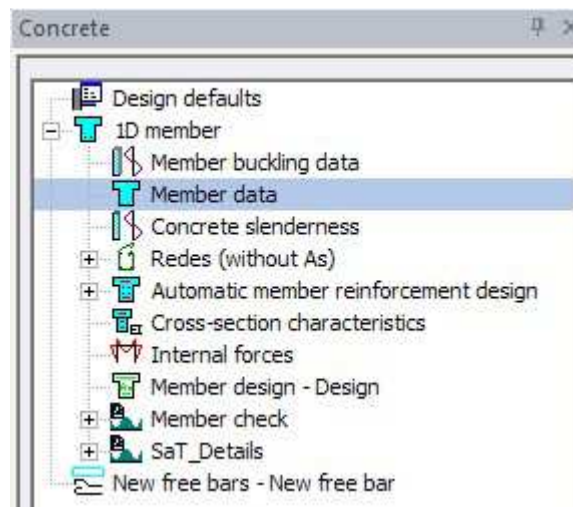 Concrete
Design defaults
1D member
Member buckling data
Member data
Concrete slenderness
Redes (without As)
Automatic member reinforcement design
Cross-section characteristics
Internal forces
Member design - Design
Member check
SaT_Details
New free bars - New free bar